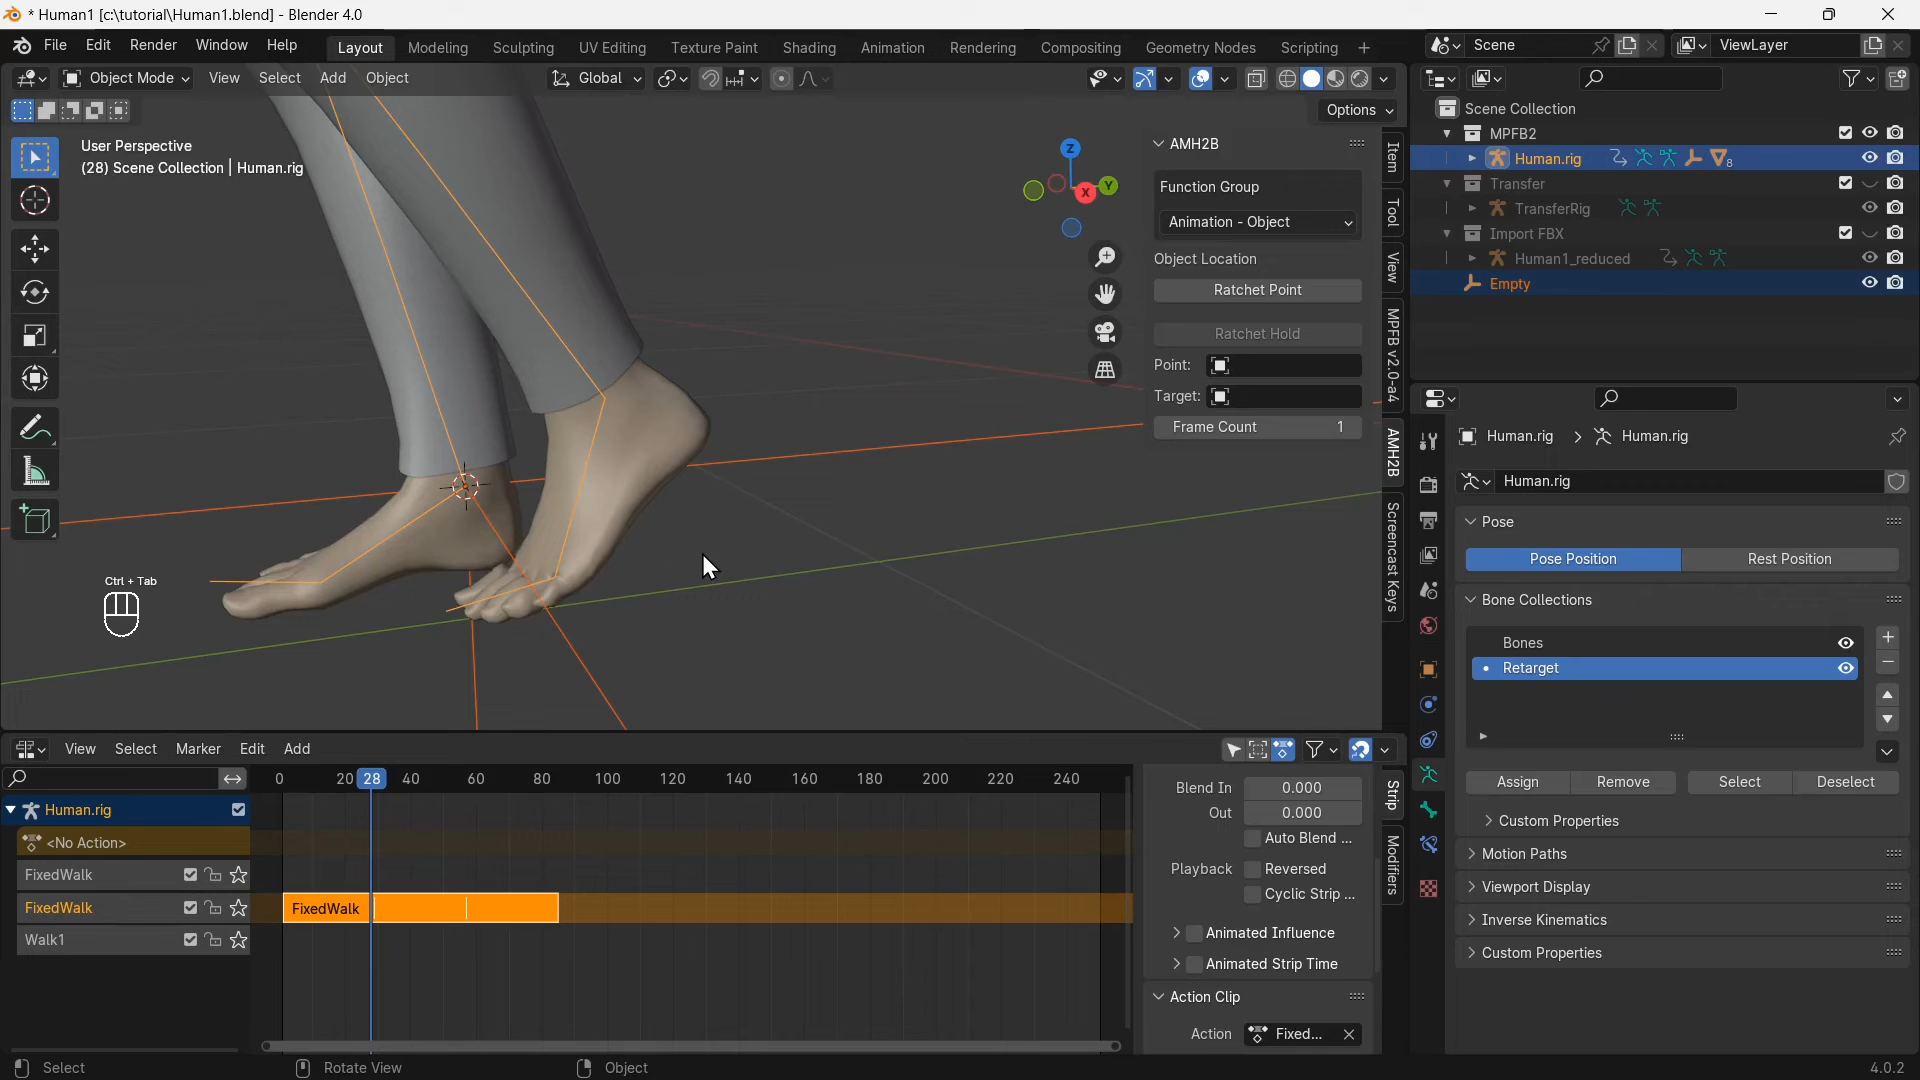 * Human1 [c:\tutorial\Human1.blend] - Blender 4.0
File Edit Render Window Help Layout Modeling Sculpting UV Editing Texture Paint Shading Animation Rendering Compositing Geometry Nodes Scripting + Scene ViewLayer
Object Mode View Select Add Object Global
Options
User Perspective
(28) Scene Collection | Human.rig
Z
Y
X
AMH2B
Function Group
Animation - Object
Object Location
Ratchet Point
Ratchet Hold
Point:
Target:
Frame Count 1
Item
Tool
View
MPFB v2.0-a4
AMH2B
Screencast Keys
Ctrl + Tab
Scene Collection
MPFB2
Human.rig 8
Transfer
TransferRig
Import FBX
Human1_reduced
Empty
Human.rig > Human.rig
Human.rig
Pose
Pose Position Rest Position
Bone Collections
Bones
Retarget
Assign Remove Select Deselect
Custom Properties
Motion Paths
Viewport Display
Inverse Kinematics
Custom Properties
View Select Marker Edit Add
0 20 28 40 60 80 100 120 140 160 180 200 220 240
Human.rig
<No Action>
FixedWalk
FixedWalk FixedWalk
Walk1
Blend In 0.000
Out 0.000
Auto Blend ...
Playback Reversed
Cyclic Strip ...
Animated Influence
Animated Strip Time
Action Clip
Action Fixed...
Strip
Modifiers
Select Rotate View Object 4.0.2